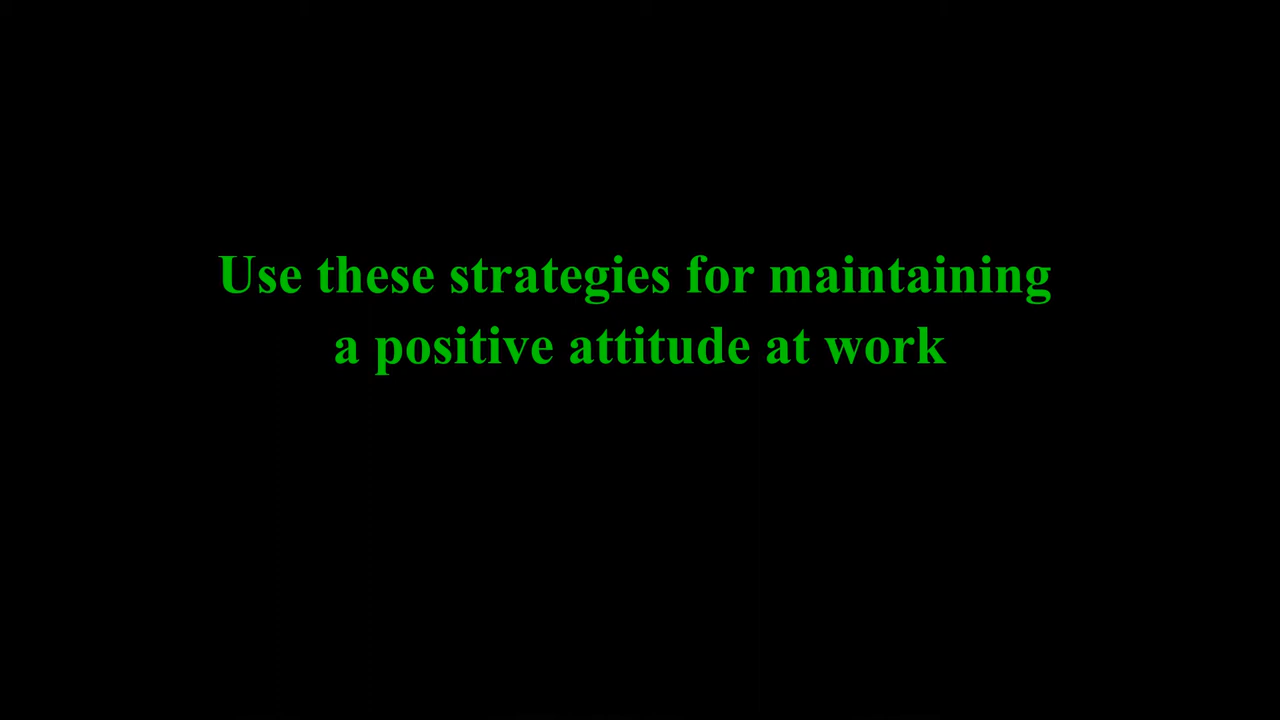 Use these strategies for maintaining
a positive attitude at work